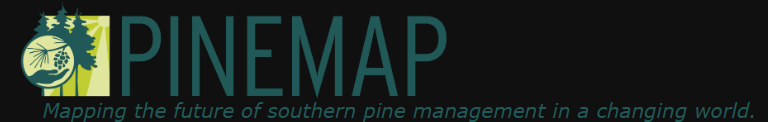 PINEMAP
Mapping the future of southern pine management in a changing world.